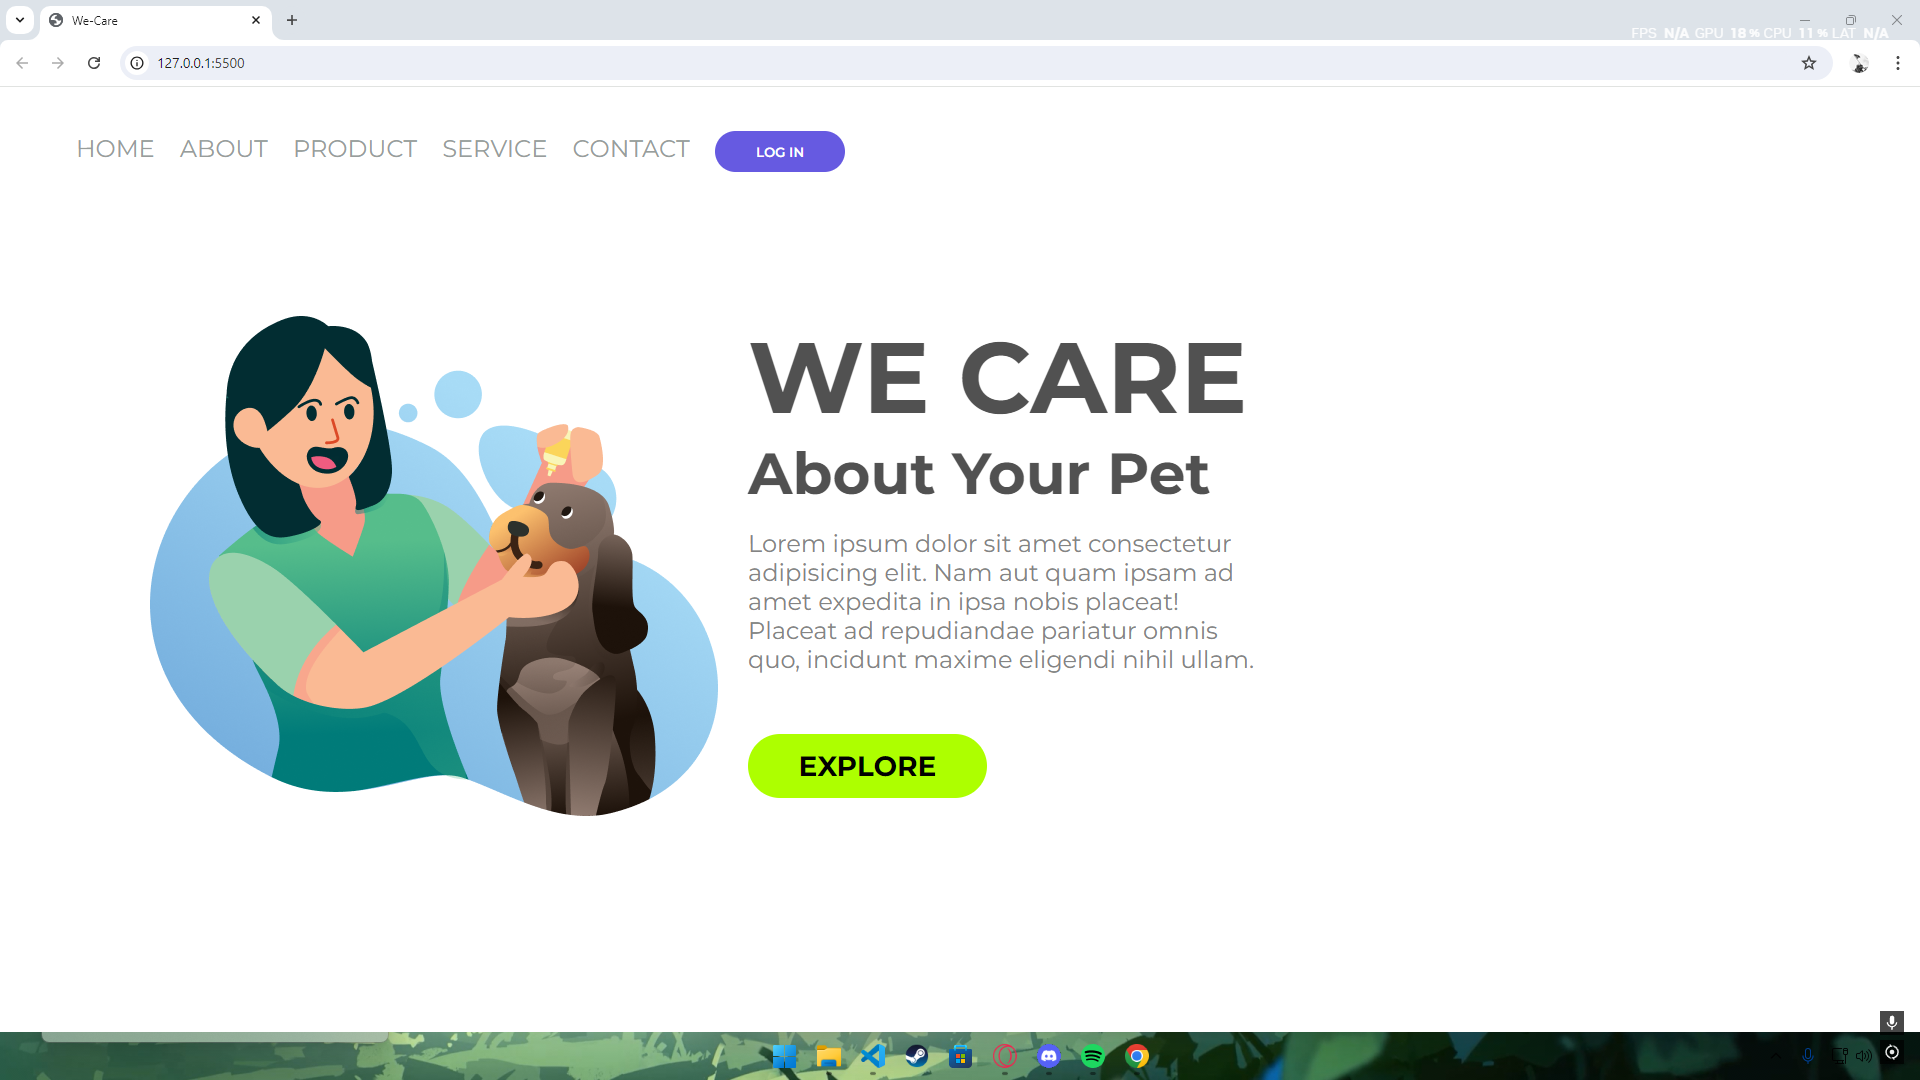 We-Care
FPS N/A GPU 18 % CPU 11 % LAT N/A
127.0.0.1:5500
HOME ABOUT PRODUCT SERVICE CONTACT LOG IN
WE CARE
About Your Pet
Lorem ipsum dolor sit amet consectetur
adipisicing elit. Nam aut quam ipsam ad
amet expedita in ipsa nobis placeat!
Placeat ad repudiandae pariatur omnis
quo, incidunt maxime eligendi nihil ullam.
EXPLORE